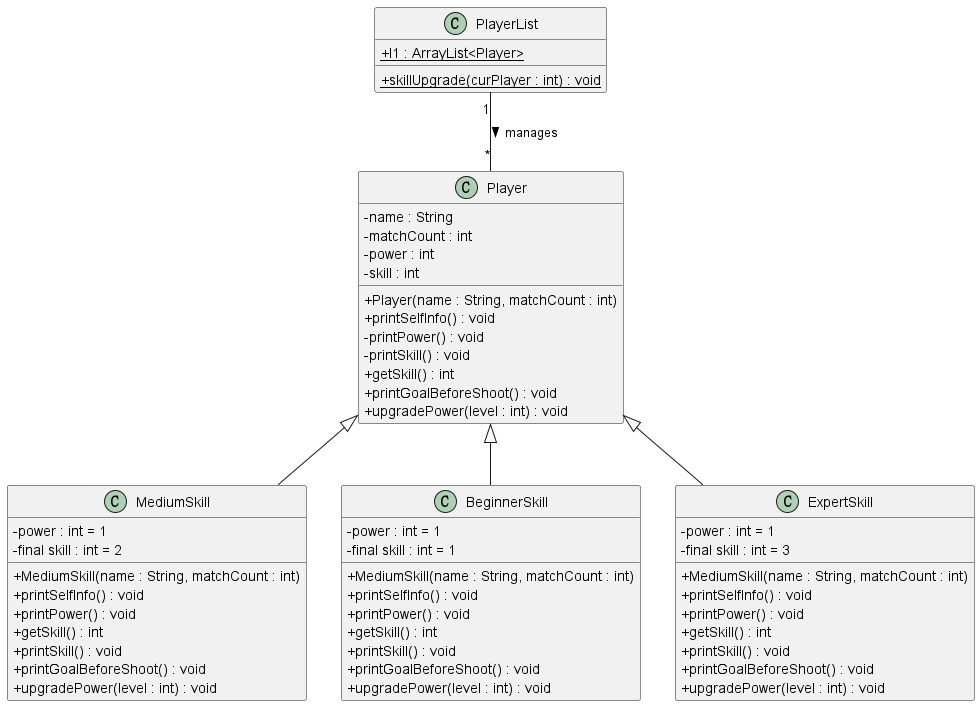 C PlayerList
+l1 : ArrayList<Player>
+skillUpgrade(curPlayer : int) : void
1
manages
*
C Player
-name : String
-matchCount : int
-power : int
-skill : int
+Player(name : String, matchCount : int)
+printSelfInfo() : void
-printPower() : void
-printSkill() : void
+getSkill() : int
+printGoalBeforeShoot() : void
+upgradePower(level : int) : void
C MediumSkill
-power : int = 1
-final skill : int = 2
+MediumSkill(name : String, matchCount : int)
+printSelfInfo() : void
+printPower() : void
+getSkill() : int
+printSkill() : void
+printGoalBeforeShoot() : void
+upgradePower(level : int) : void
C BeginnerSkill
-power : int = 1
-final skill : int = 1
+MediumSkill(name : String, matchCount : int)
+printSelfInfo() : void
+printPower() : void
+getSkill() : int
+printSkill() : void
+printGoalBeforeShoot() : void
+upgradePower(level : int) : void
C ExpertSkill
-power : int = 1
-final skill : int = 3
+MediumSkill(name : String, matchCount : int)
+printSelfInfo() : void
+printPower() : void
+getSkill() : int
+printSkill() : void
+printGoalBeforeShoot() : void
+upgradePower(level : int) : void